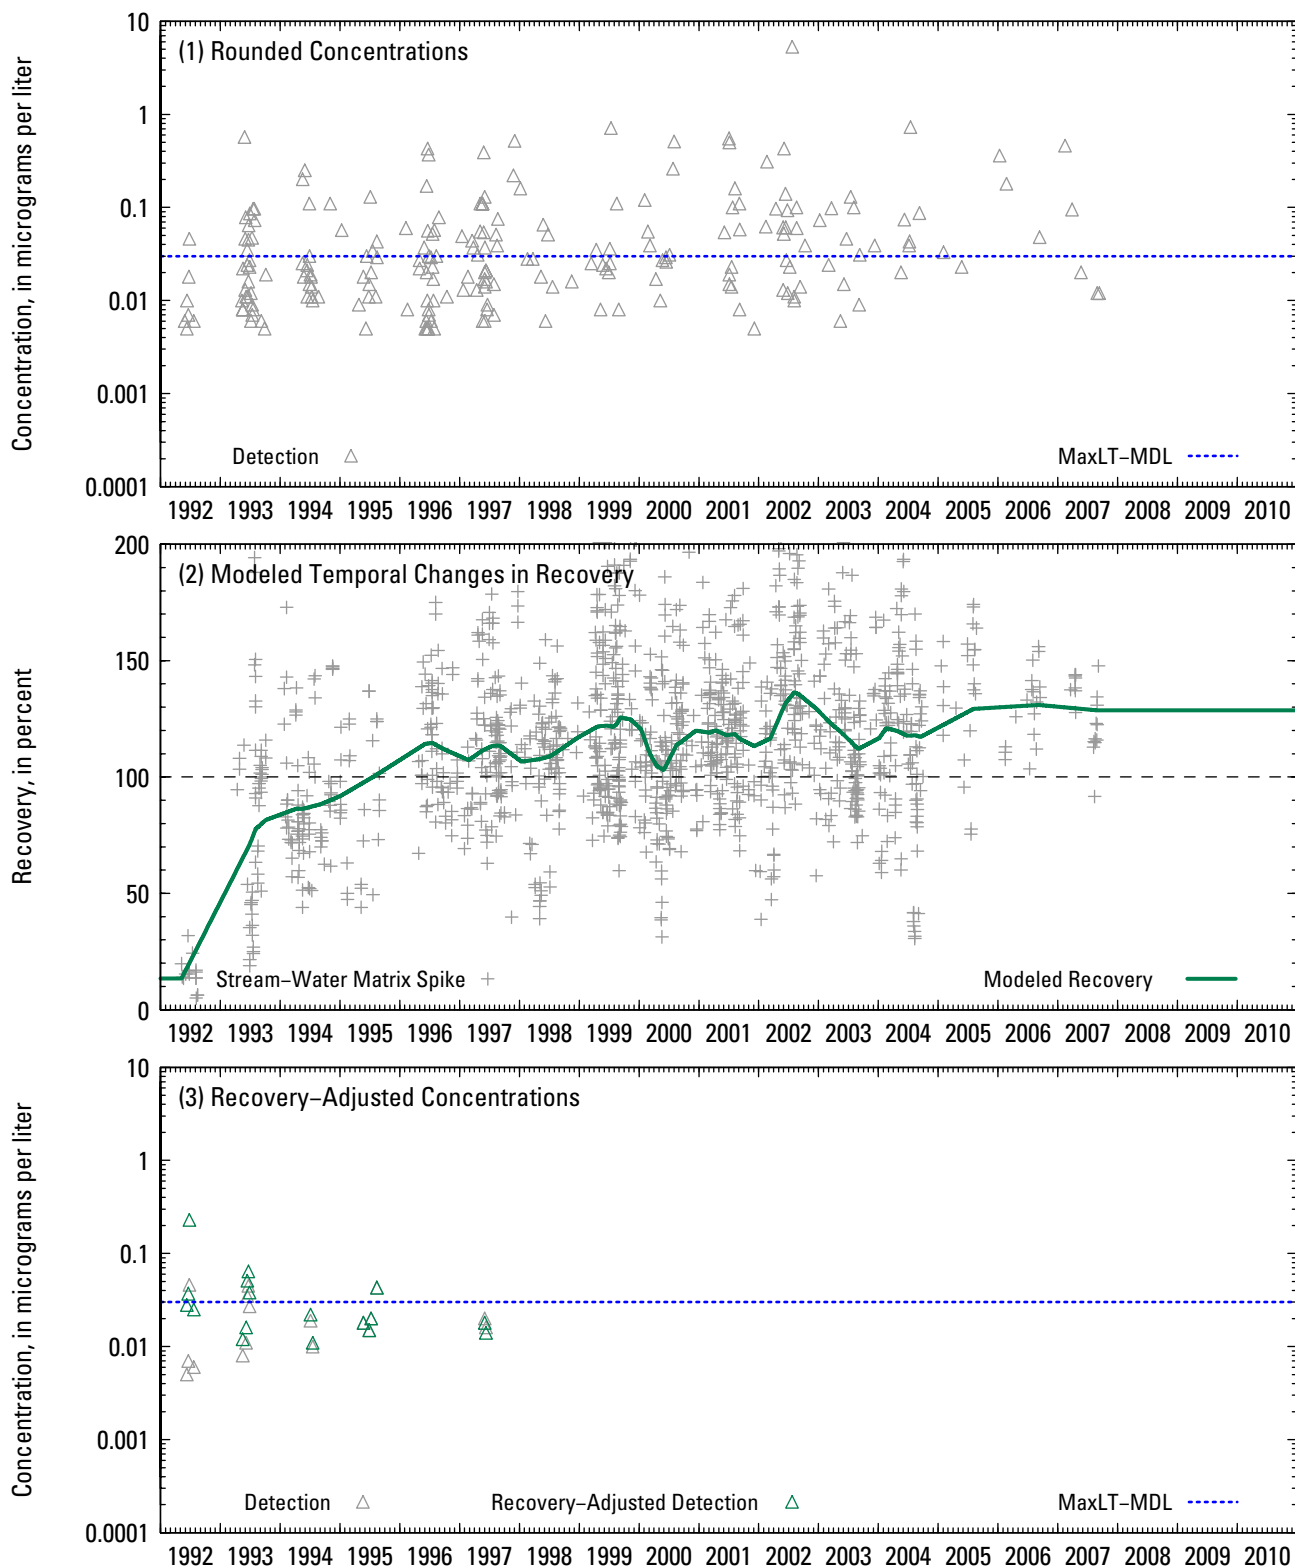 (1) Rounded Concentrations
Concentration, in micrograms per liter
10
1
0.1
0.01
0.001
0.0001
Detection
MaxLT–MDL
1992 1993 1994 1995 1996 1997 1998 1999 2000 2001 2002 2003 2004 2005 2006 2007 2008 2009 2010
(2) Modeled Temporal Changes in Recovery
Recovery, in percent
200
150
100
50
0
Stream–Water Matrix Spike
Modeled Recovery
1992 1993 1994 1995 1996 1997 1998 1999 2000 2001 2002 2003 2004 2005 2006 2007 2008 2009 2010
(3) Recovery–Adjusted Concentrations
Concentration, in micrograms per liter
10
1
0.1
0.01
0.001
0.0001
Detection
Recovery–Adjusted Detection
MaxLT–MDL
1992 1993 1994 1995 1996 1997 1998 1999 2000 2001 2002 2003 2004 2005 2006 2007 2008 2009 2010